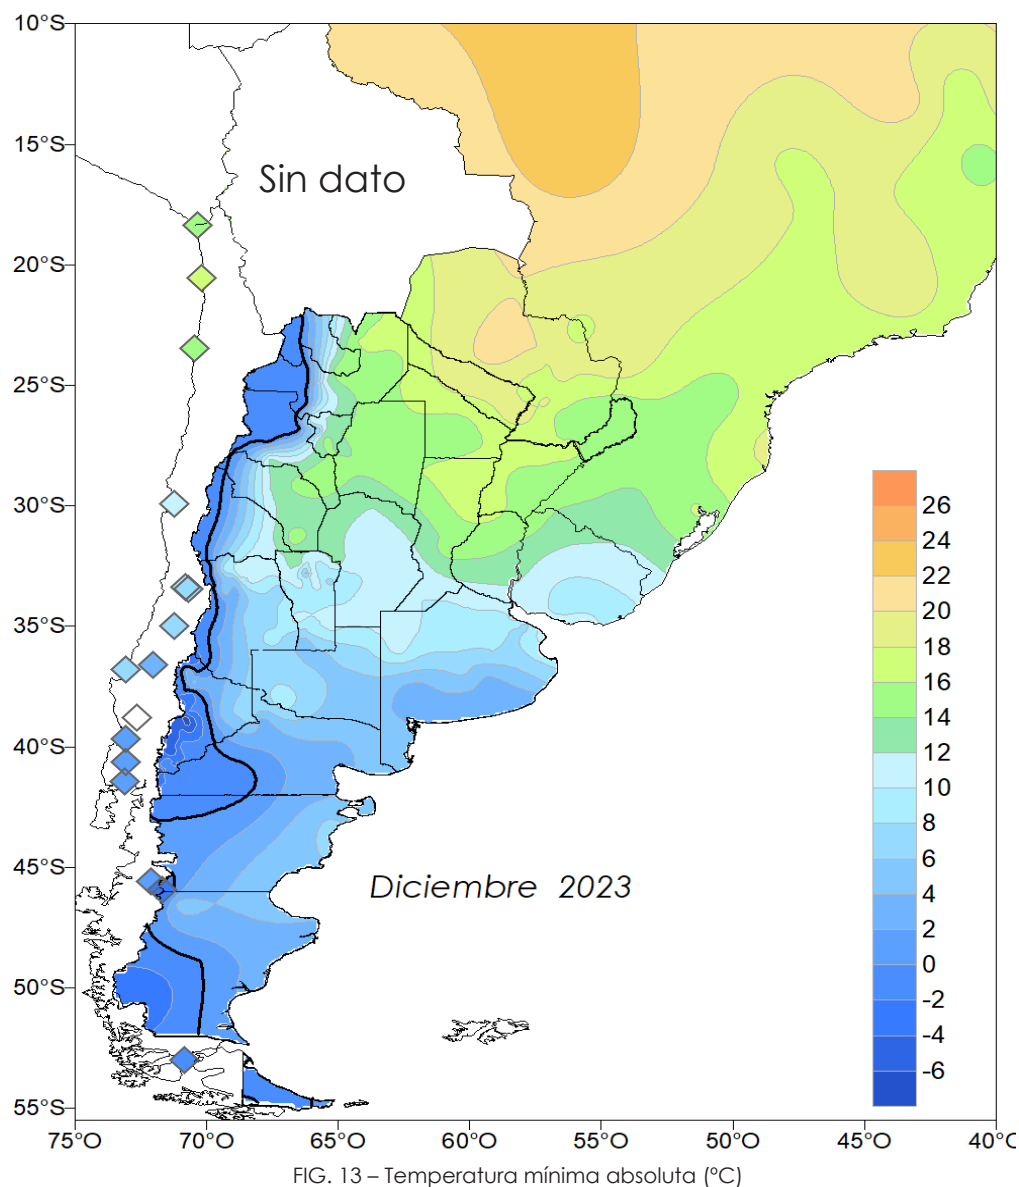 10°S
15°S
20°S
25°S
30°S
35°S
40°S
45°S
50°S
55°S
Sin dato
Diciembre 2023
26
24
22
20
18
16
14
12
10
8
6
4
2
0
-2
-4
-6
75°O 70°O 65°O 60°O 55°O 50°O 45°O 40°O
FIG. 13 – Temperatura mínima absoluta (ºC)